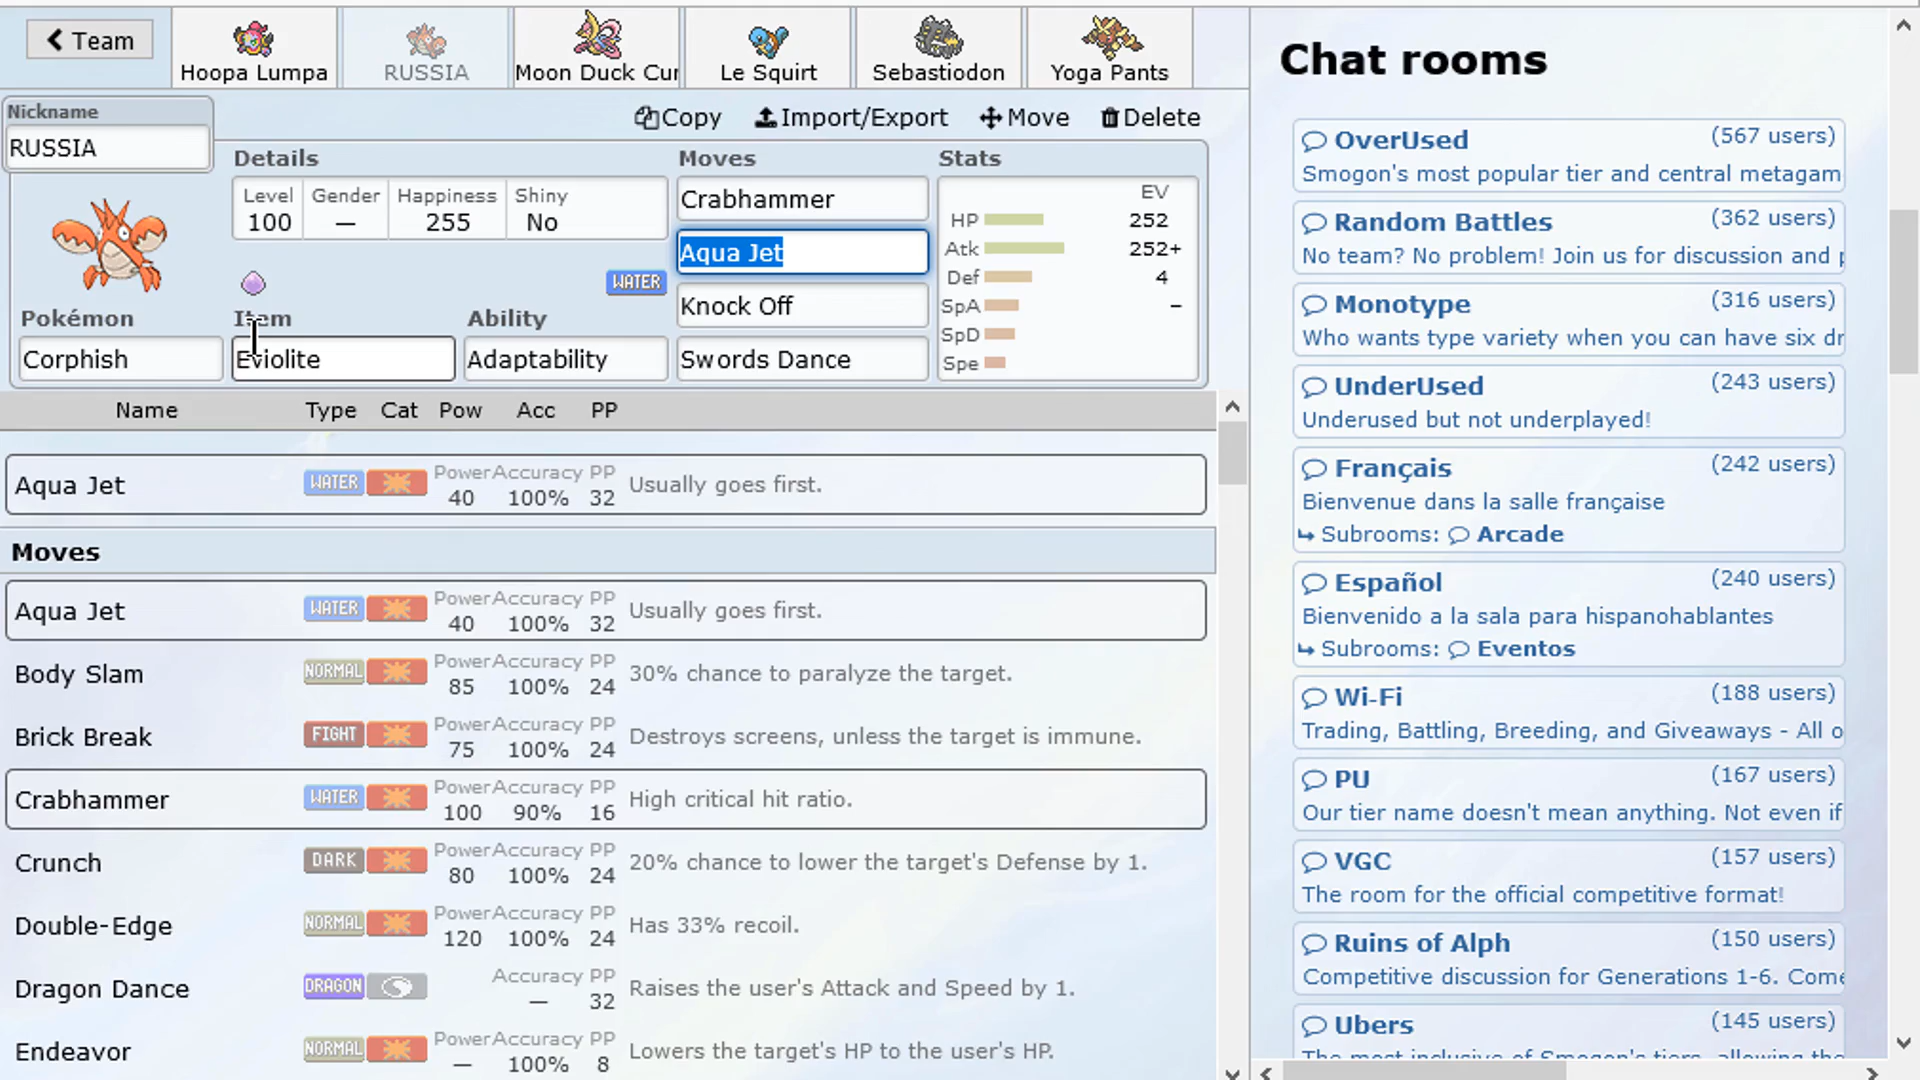 Team
Hoopa Lumpa
RUSSIA
Moon Duck Cur
Le Squirt
Sebastiodon
Yoga Pants
Nickname
RUSSIA
Copy
Import/Export
Move
Delete
Details
Level
100
Gender
—
Happiness
255
Shiny
No
WATER
Pokémon
Corphish
Item
Eviolite
Ability
Adaptability
Moves
Crabhammer
Aqua Jet
Knock Off
Swords Dance
Stats
EV
HP 252
Atk 252+
Def 4
SpA –
SpD
Spe
Name Type Cat Pow Acc PP
Aqua Jet WATER Power 40 Accuracy 100% PP 32 Usually goes first.
Moves
Aqua Jet WATER Power 40 Accuracy 100% PP 32 Usually goes first.
Body Slam NORMAL Power 85 Accuracy 100% PP 24 30% chance to paralyze the target.
Brick Break FIGHT Power 75 Accuracy 100% PP 24 Destroys screens, unless the target is immune.
Crabhammer WATER Power 100 Accuracy 90% PP 16 High critical hit ratio.
Crunch DARK Power 80 Accuracy 100% PP 24 20% chance to lower the target's Defense by 1.
Double-Edge NORMAL Power 120 Accuracy 100% PP 24 Has 33% recoil.
Dragon Dance DRAGON Accuracy — PP 32 Raises the user's Attack and Speed by 1.
Endeavor NORMAL Power — Accuracy 100% PP 8 Lowers the target's HP to the user's HP.
Chat rooms
OverUsed (567 users)
Smogon's most popular tier and central metagam
Random Battles (362 users)
No team? No problem! Join us for discussion and p
Monotype (316 users)
Who wants type variety when you can have six dr
UnderUsed (243 users)
Underused but not underplayed!
Français (242 users)
Bienvenue dans la salle française
Subrooms: Arcade
Español (240 users)
Bienvenido a la sala para hispanohablantes
Subrooms: Eventos
Wi-Fi (188 users)
Trading, Battling, Breeding, and Giveaways - All o
PU (167 users)
Our tier name doesn't mean anything. Not even if
VGC (157 users)
The room for the official competitive format!
Ruins of Alph (150 users)
Competitive discussion for Generations 1-6. Come
Ubers (145 users)
The most inclusive of Smogon's tiers, allowing the